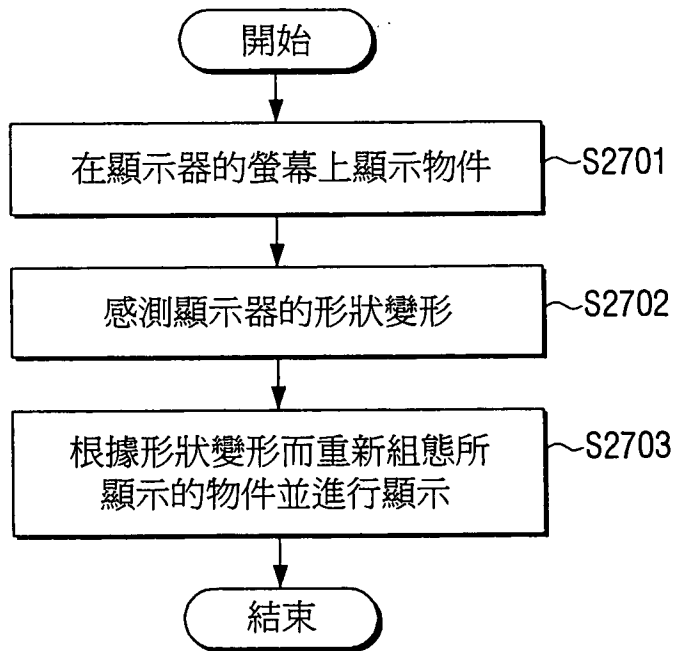 開始
在顯示器的螢幕上顯示物件
S2701
感測顯示器的形狀變形
S2702
根據形狀變形而重新組態所
顯示的物件並進行顯示
S2703
結束